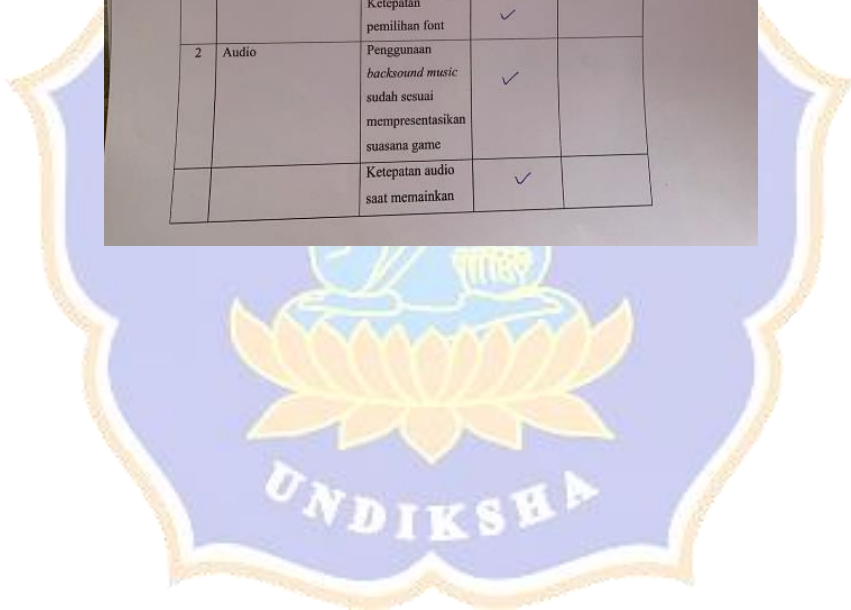 Ketepatan
pemilihan font
2 Audio Penggunaan
backsound music
sudah sesuai
mempresentasikan
suasana game
Ketepatan audio
saat memainkan
UNDIKSHA